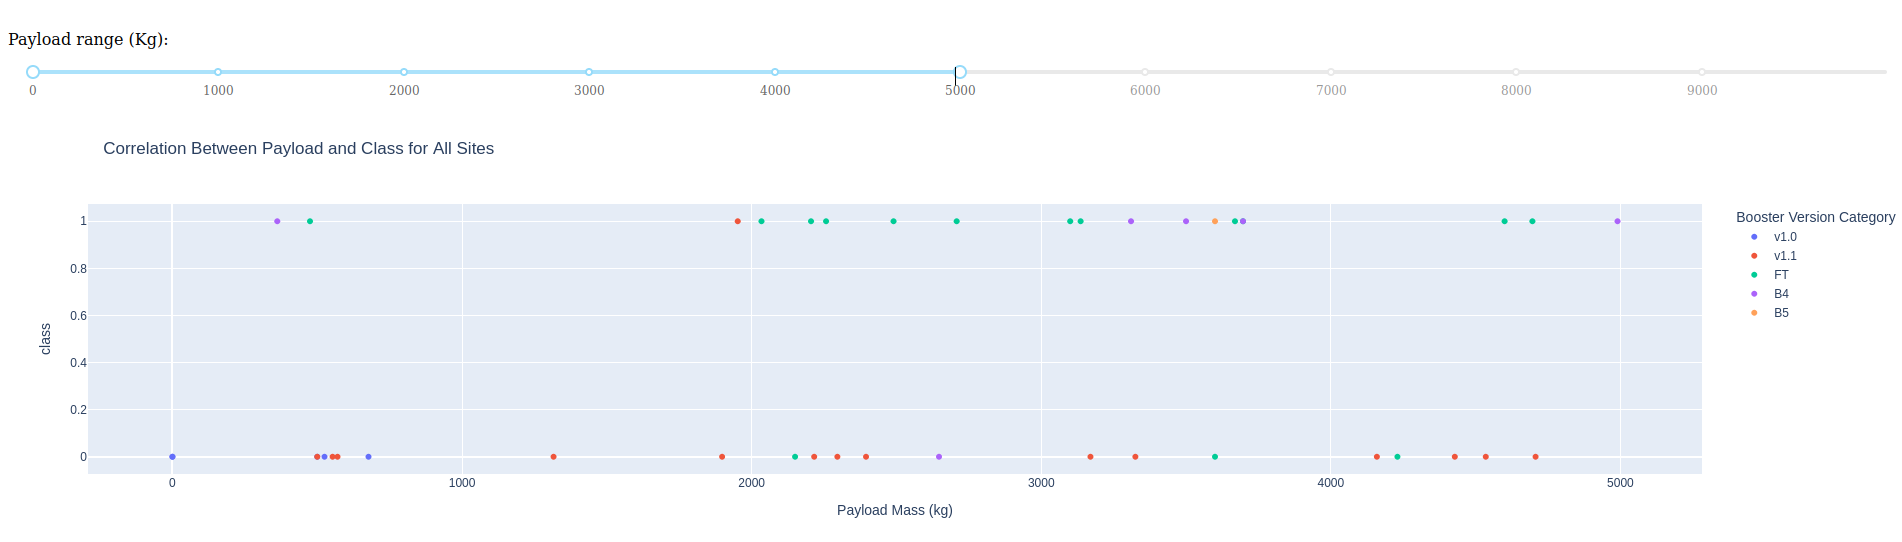 Payload range (Kg):
0 1000 2000 3000 4000 5000 6000 7000 8000 9000
Correlation Between Payload and Class for All Sites
1
0.8
0.6
0.4
0.2
0
class
0 1000 2000 3000 4000 5000
Payload Mass (kg)
Booster Version Category
v1.0
v1.1
FT
B4
B5